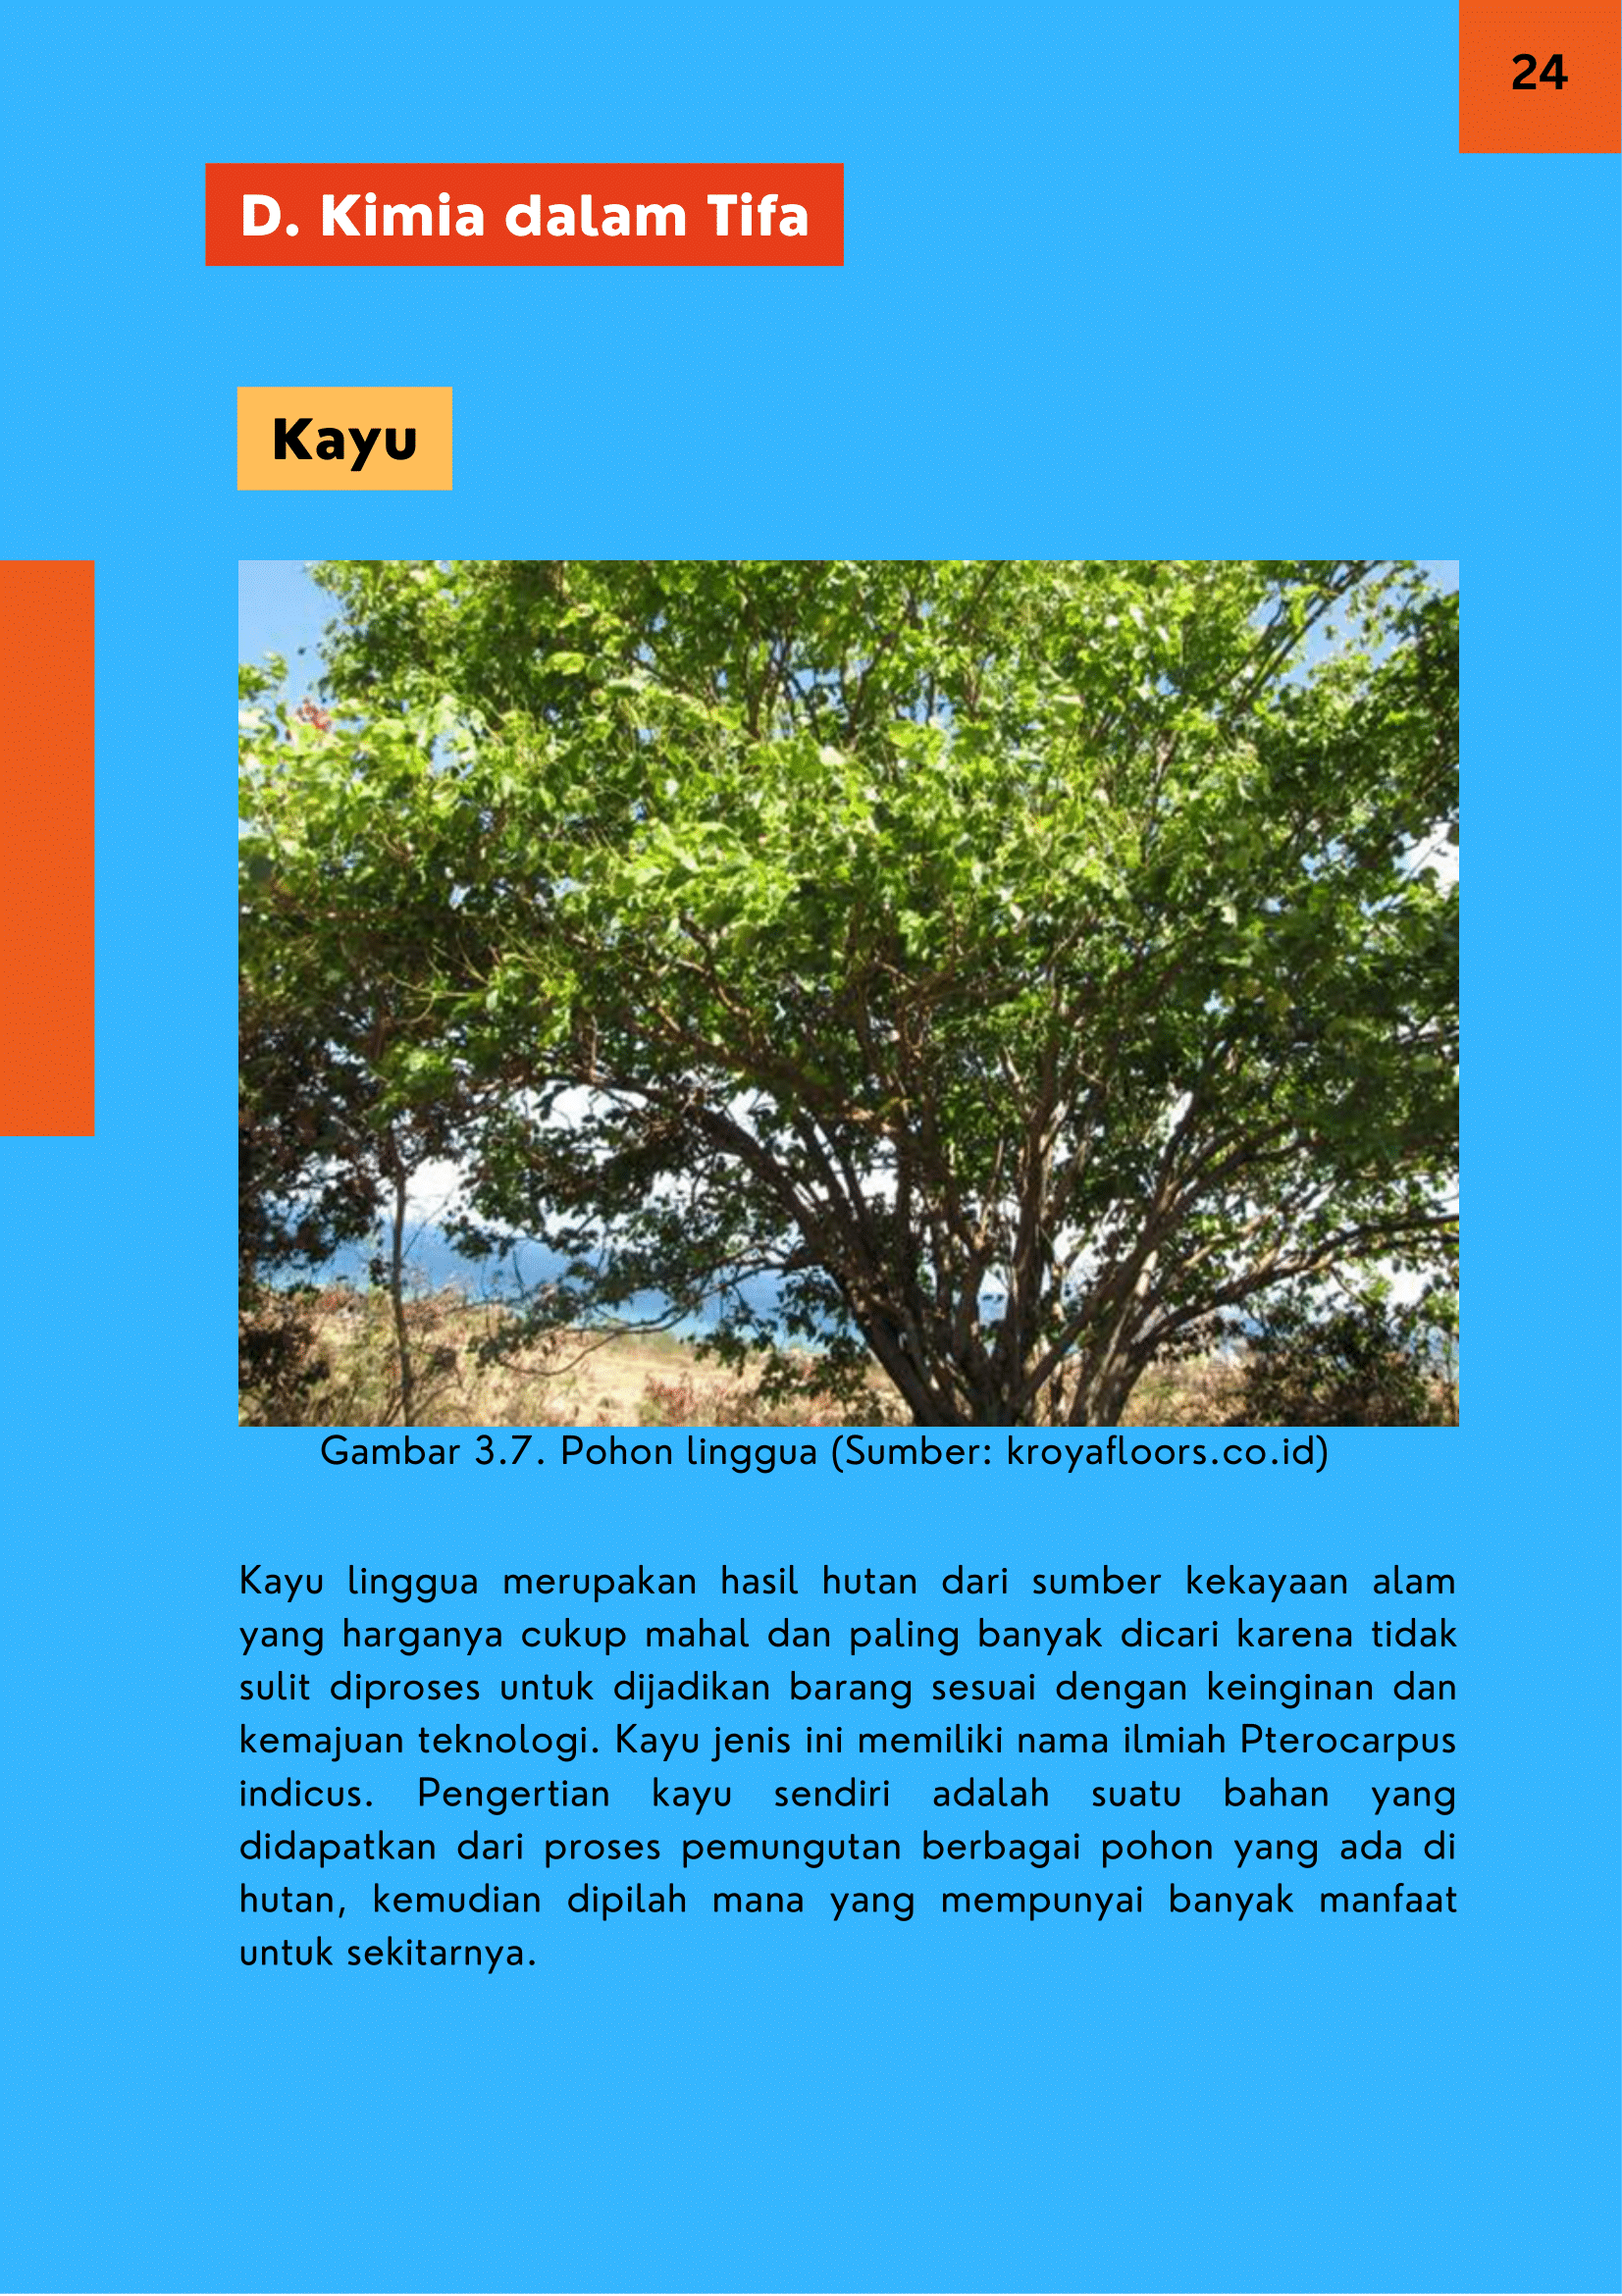 24
D. Kimia dalam Tifa
Kayu
Gambar 3.7. Pohon linggua (Sumber: kroyafloors.co.id)
Kayu linggua merupakan hasil hutan dari sumber kekayaan alam
yang harganya cukup mahal dan paling banyak dicari karena tidak
sulit diproses untuk dijadikan barang sesuai dengan keinginan dan
kemajuan teknologi. Kayu jenis ini memiliki nama ilmiah Pterocarpus
indicus. Pengertian kayu sendiri adalah suatu bahan yang
didapatkan dari proses pemungutan berbagai pohon yang ada di
hutan, kemudian dipilah mana yang mempunyai banyak manfaat
untuk sekitarnya.